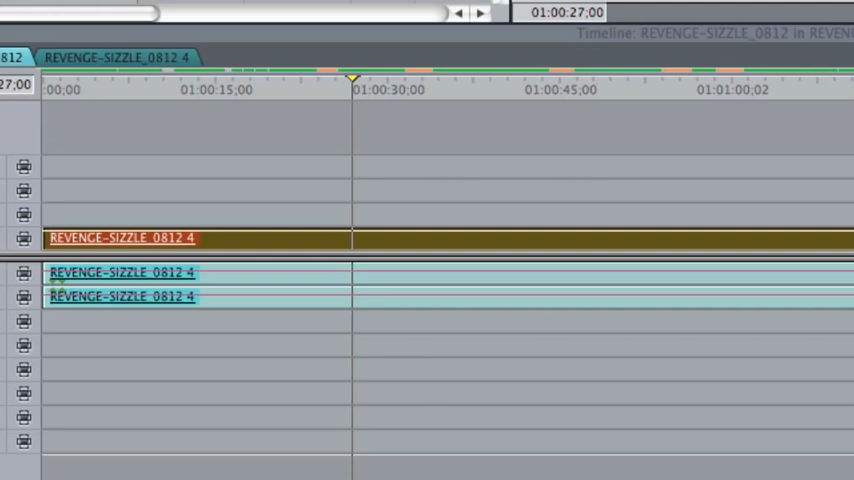 01:00:27;00
Timeline: REVENGE-SIZZLE_0812 in REVENG
812
REVENGE-SIZZLE_0812 4
27;00
:00;00
01:00:15;00
01:00:30;00
01:00:45;00
01:01:00;02
REVENGE-SIZZLE_0812 4
REVENGE-SIZZLE_0812 4
REVENGE-SIZZLE_0812 4